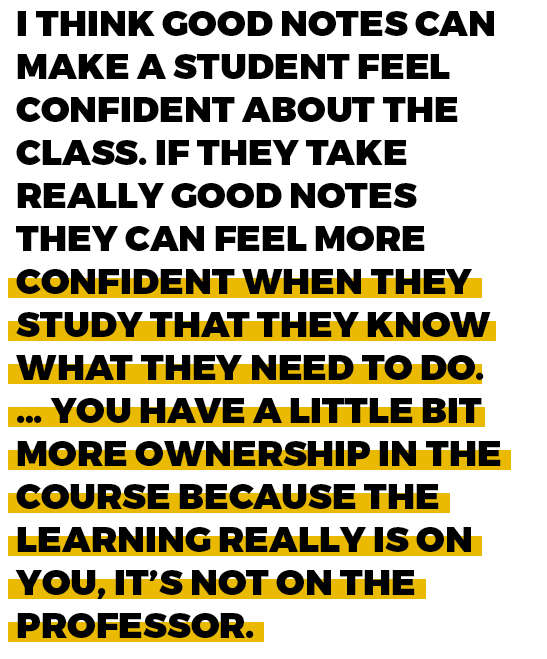 I THINK GOOD NOTES CAN
MAKE A STUDENT FEEL
CONFIDENT ABOUT THE
CLASS. IF THEY TAKE
REALLY GOOD NOTES
THEY CAN FEEL MORE
CONFIDENT WHEN THEY
STUDY THAT THEY KNOW
WHAT THEY NEED TO DO.
... YOU HAVE A LITTLE BIT
MORE OWNERSHIP IN THE
COURSE BECAUSE THE
LEARNING REALLY IS ON
YOU, IT’S NOT ON THE
PROFESSOR.